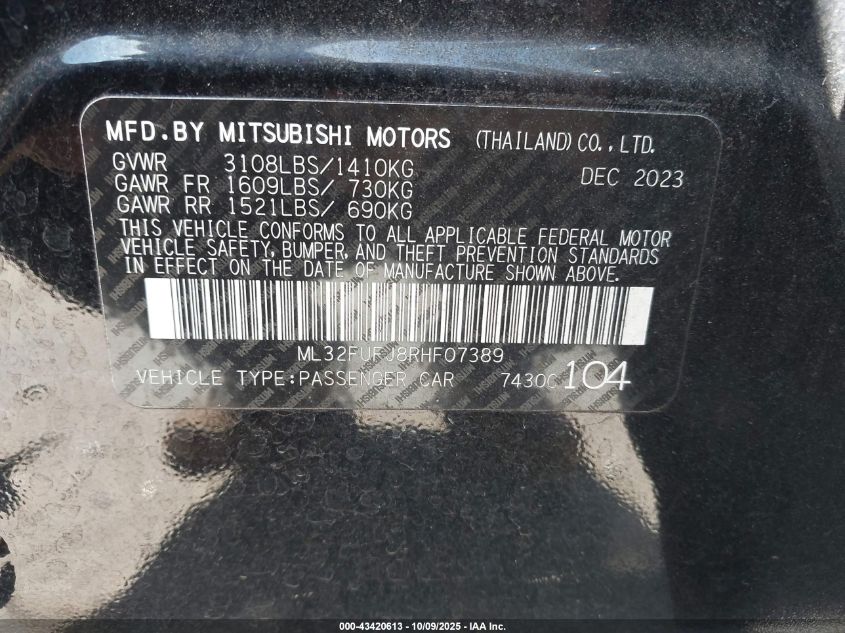 MFD.BY MITSUBISHI MOTORS (THAILAND)CO.,LTD.
GVWR 3108LBS/1410KG DEC 2023
GAWR FR 1609LBS/ 730KG
GAWR RR 1521LBS/ 690KG
THIS VEHICLE CONFORMS TO ALL APPLICABLE FEDERAL MOTOR
VEHICLE SAFETY, BUMPER, AND THEFT PREVENTION STANDARDS
IN EFFECT ON THE DATE OF MANUFACTURE SHOWN ABOVE.
ML32FUFJ8RHF07389
VEHICLE TYPE:PASSENGER CAR 7430C 104
000-43420613 - 10/09/2025 - IAA Inc.